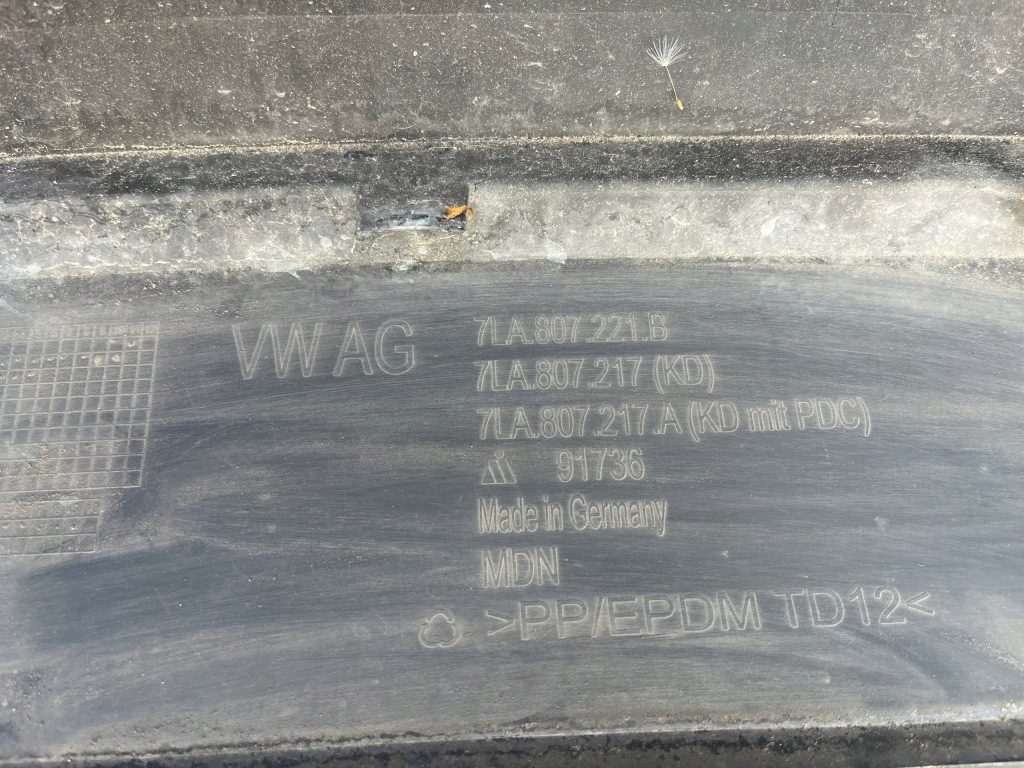 VW AG
7LA.807.221.B
7LA.807.217 (KD)
7LA.807.217.A (KD mit PDC)
91736
Made in Germany
MDN
>PP/EPDM TD12<